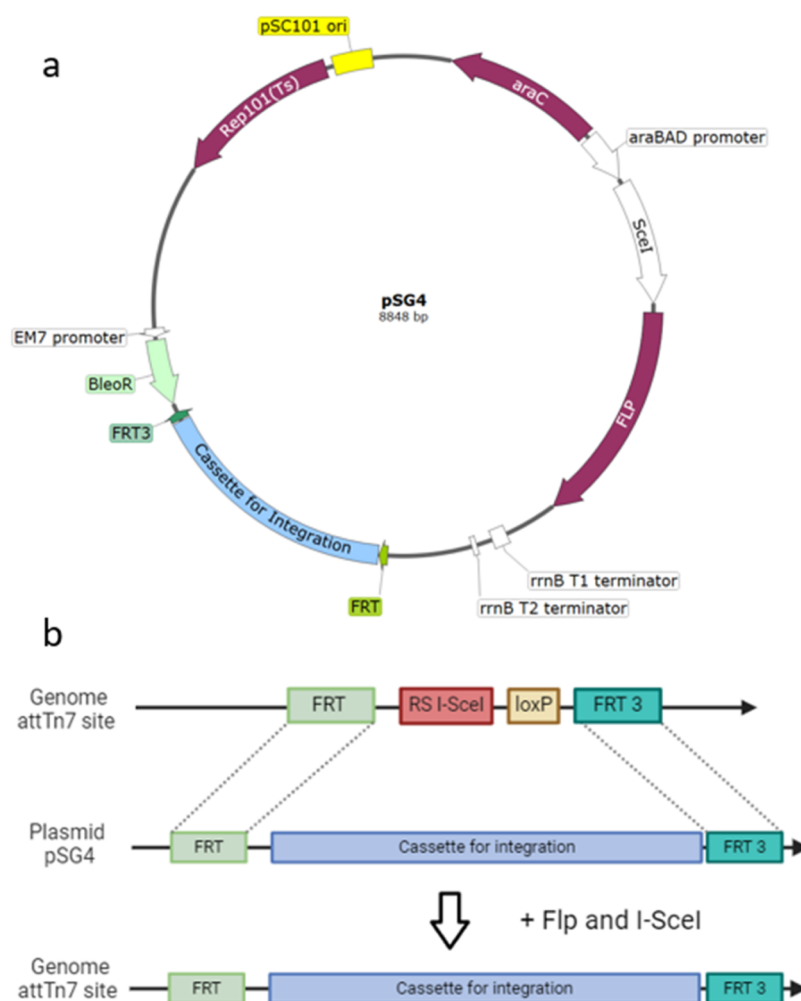 a
pSC101 ori
Rep101(Ts)
araC
araBAD promoter
SceI
pSG4
8848 bp
EM7 promoter
BleoR
FRT3
FLP
Cassette for Integration
rrnB T1 terminator
FRT
rrnB T2 terminator
b
Genome
attTn7 site
FRT
RS I-SceI
loxP
FRT 3
Plasmid
pSG4
FRT
Cassette for integration
FRT 3
+ Flp and I-SceI
Genome
attTn7 site
FRT
Cassette for integration
FRT 3